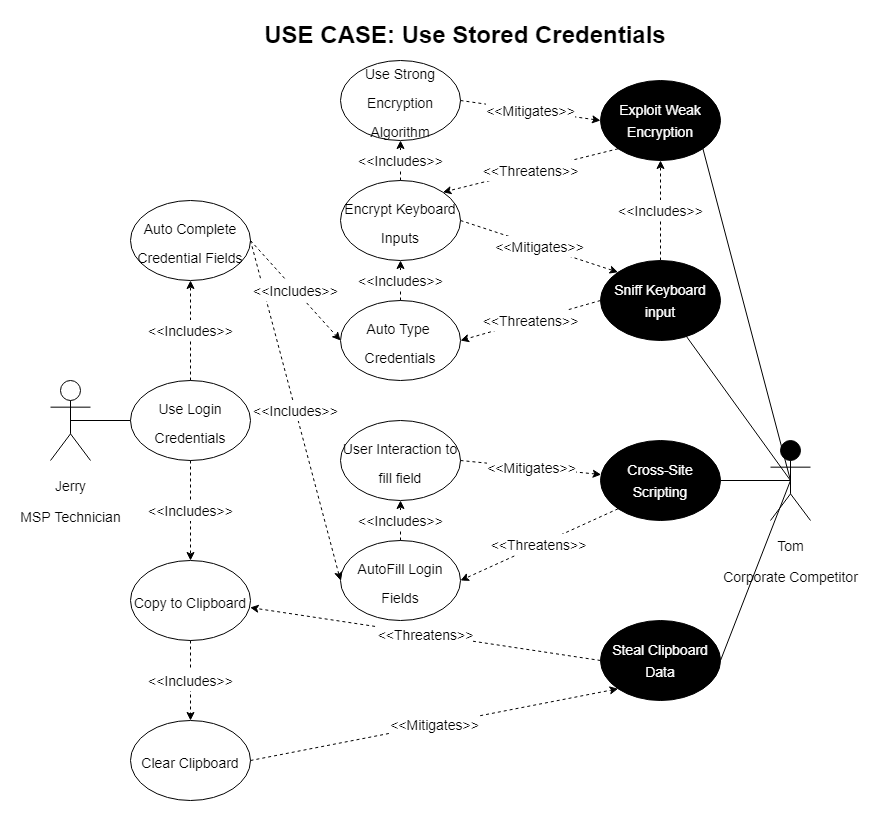 USE CASE: Use Stored Credentials
Use Strong
Encryption
Algorithm
<<Mitigates>>
Exploit Weak
Encryption
<<Includes>>
<<Threatens>>
Encrypt Keyboard
Inputs
<<Includes>>
Auto Complete
Credential Fields
<<Mitigates>>
<<Includes>>
<<Includes>>
Sniff Keyboard
input
<<Includes>>
Auto Type
Credentials
<<Threatens>>
Use Login
Credentials
<<Includes>>
User Interaction to
fill field
<<Mitigates>>
Cross-Site
Scripting
Jerry
MSP Technician
<<Includes>>
<<Includes>>
<<Threatens>>
Tom
Corporate Competitor
AutoFill Login
Fields
Copy to Clipboard
<<Threatens>>
Steal Clipboard
Data
<<Includes>>
<<Mitigates>>
Clear Clipboard